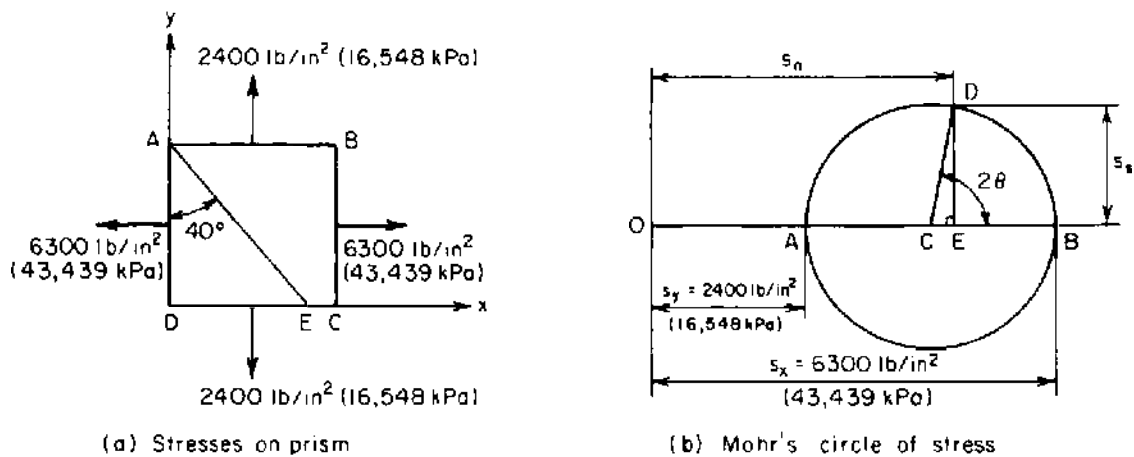 y
2400 lb/in² (16,548 kPa)
A
B
40°
6300 lb/in²
(43,439 kPa)
6300 lb/in²
(43,439 kPa)
D
E
C
x
2400 lb/in² (16,548 kPa)
(a) Stresses on prism
sₙ
D
sₛ
2θ
O
A
C
E
B
s_y = 2400 lb/in²
(16,548 kPa)
sₓ = 6300 lb/in²
(43,439 kPa)
(b) Mohr's circle of stress